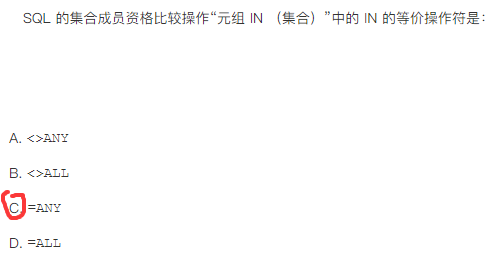 SQL 的集合成员资格比较操作“元组 IN （集合）”中的 IN 的等价操作符是：
A. <>ANY
B. <>ALL
C. =ANY
D. =ALL